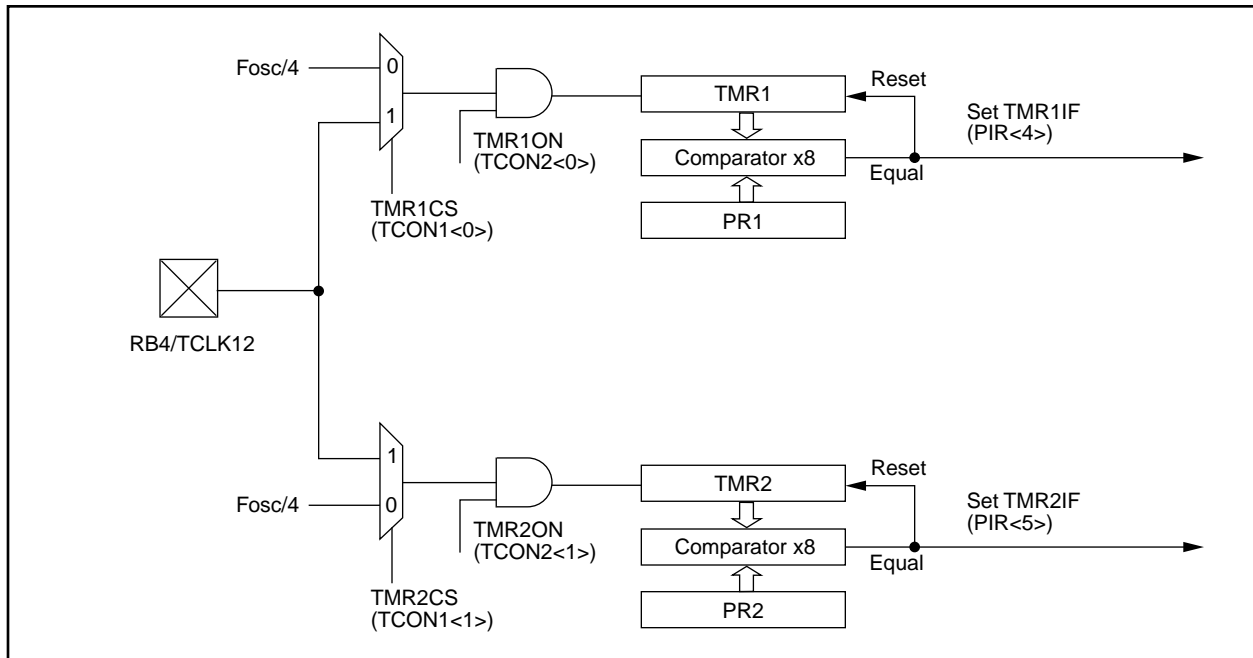 Fosc/4
0
1
TMR1ON
(TCON2<0>)
TMR1CS
(TCON1<0>)
TMR1
Comparator x8
PR1
Reset
Equal
Set TMR1IF
(PIR<4>)
RB4/TCLK12
1
0
Fosc/4
TMR2ON
(TCON2<1>)
TMR2CS
(TCON1<1>)
TMR2
Comparator x8
PR2
Reset
Equal
Set TMR2IF
(PIR<5>)